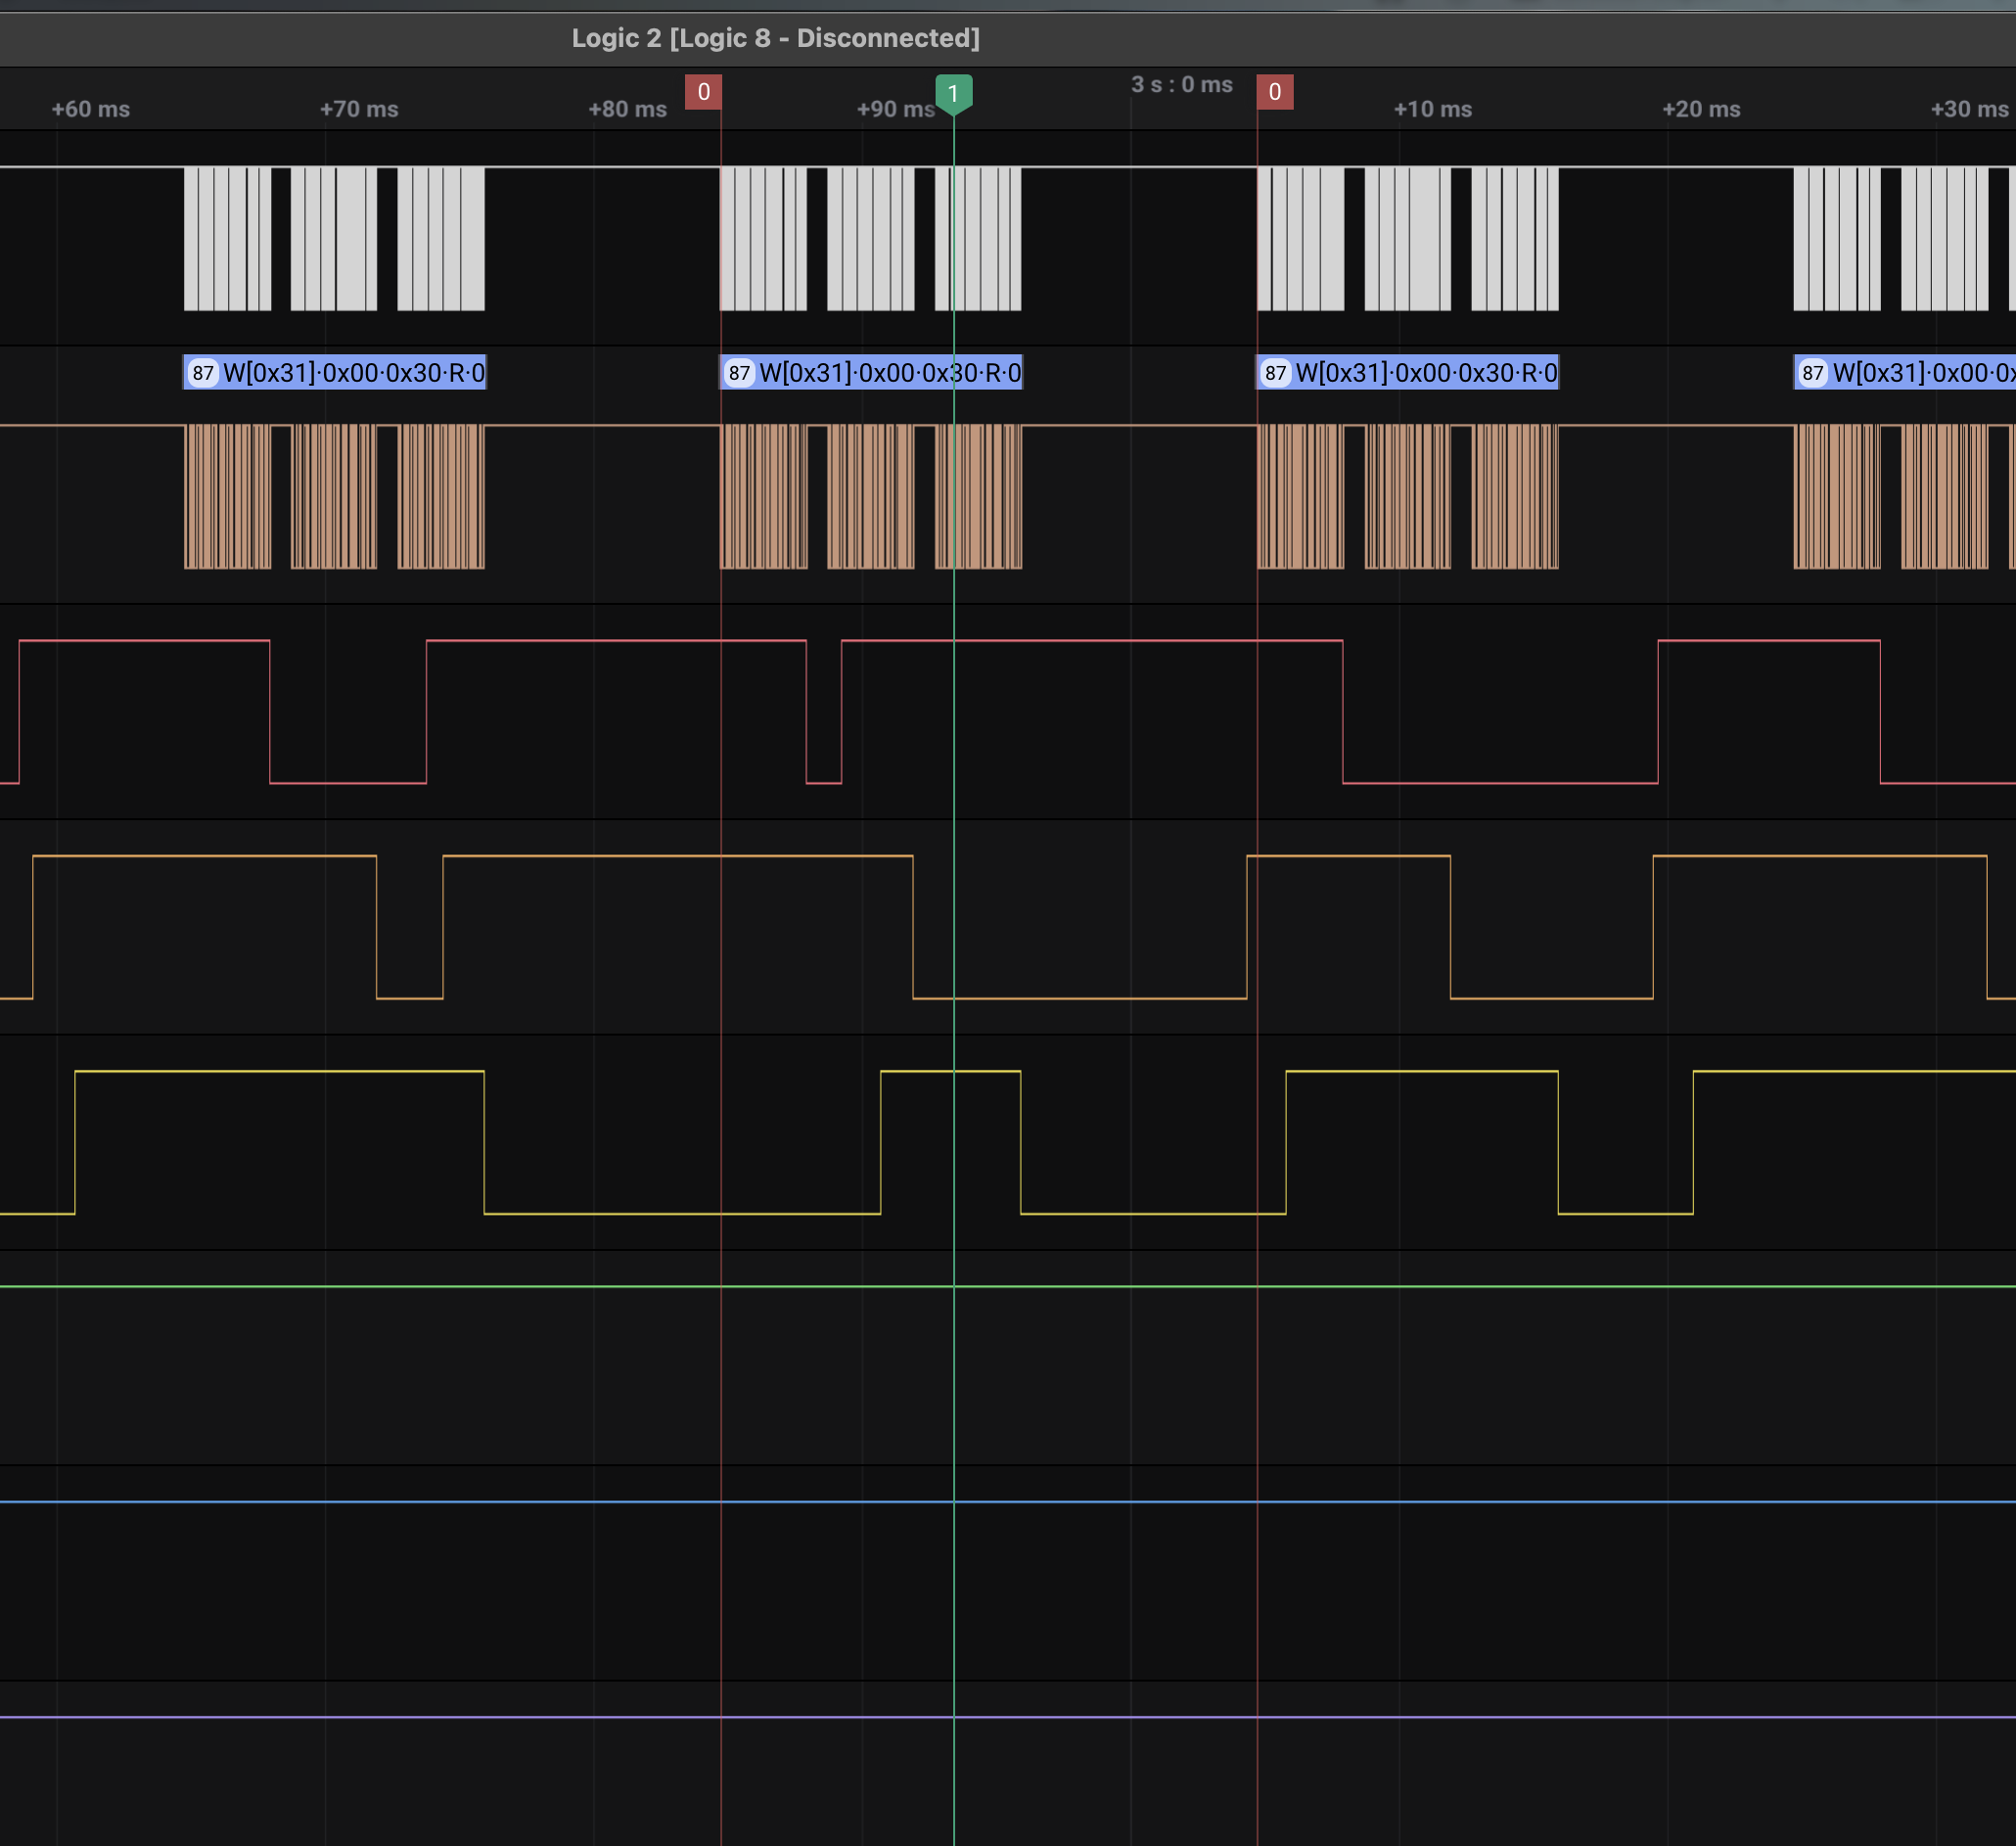 Logic 2 [Logic 8 - Disconnected]
3 s : 0 ms
+60 ms +70 ms +80 ms 0 +90 ms 1 0 +10 ms +20 ms +30 ms
87 W[0x31]·0x00·0x30·R·0 87 W[0x31]·0x00·0x30·R·0 87 W[0x31]·0x00·0x30·R·0 87 W[0x31]·0x00·0x